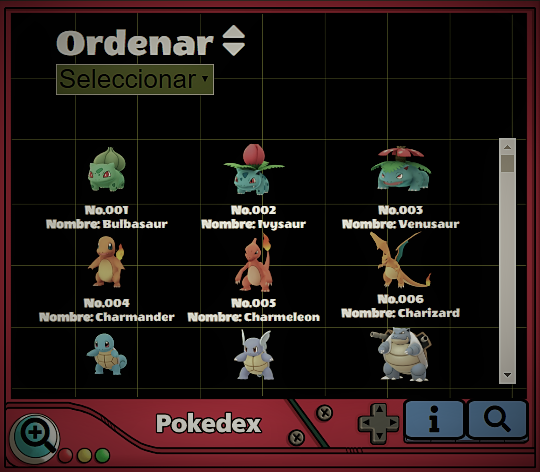 Ordenar
Seleccionar
No.001 No.002 No.003
Nombre: Bulbasaur Nombre: Ivysaur Nombre: Venusaur
No.004 No.005 No.006
Nombre: Charmander Nombre: Charmeleon Nombre: Charizard
Pokedex
i